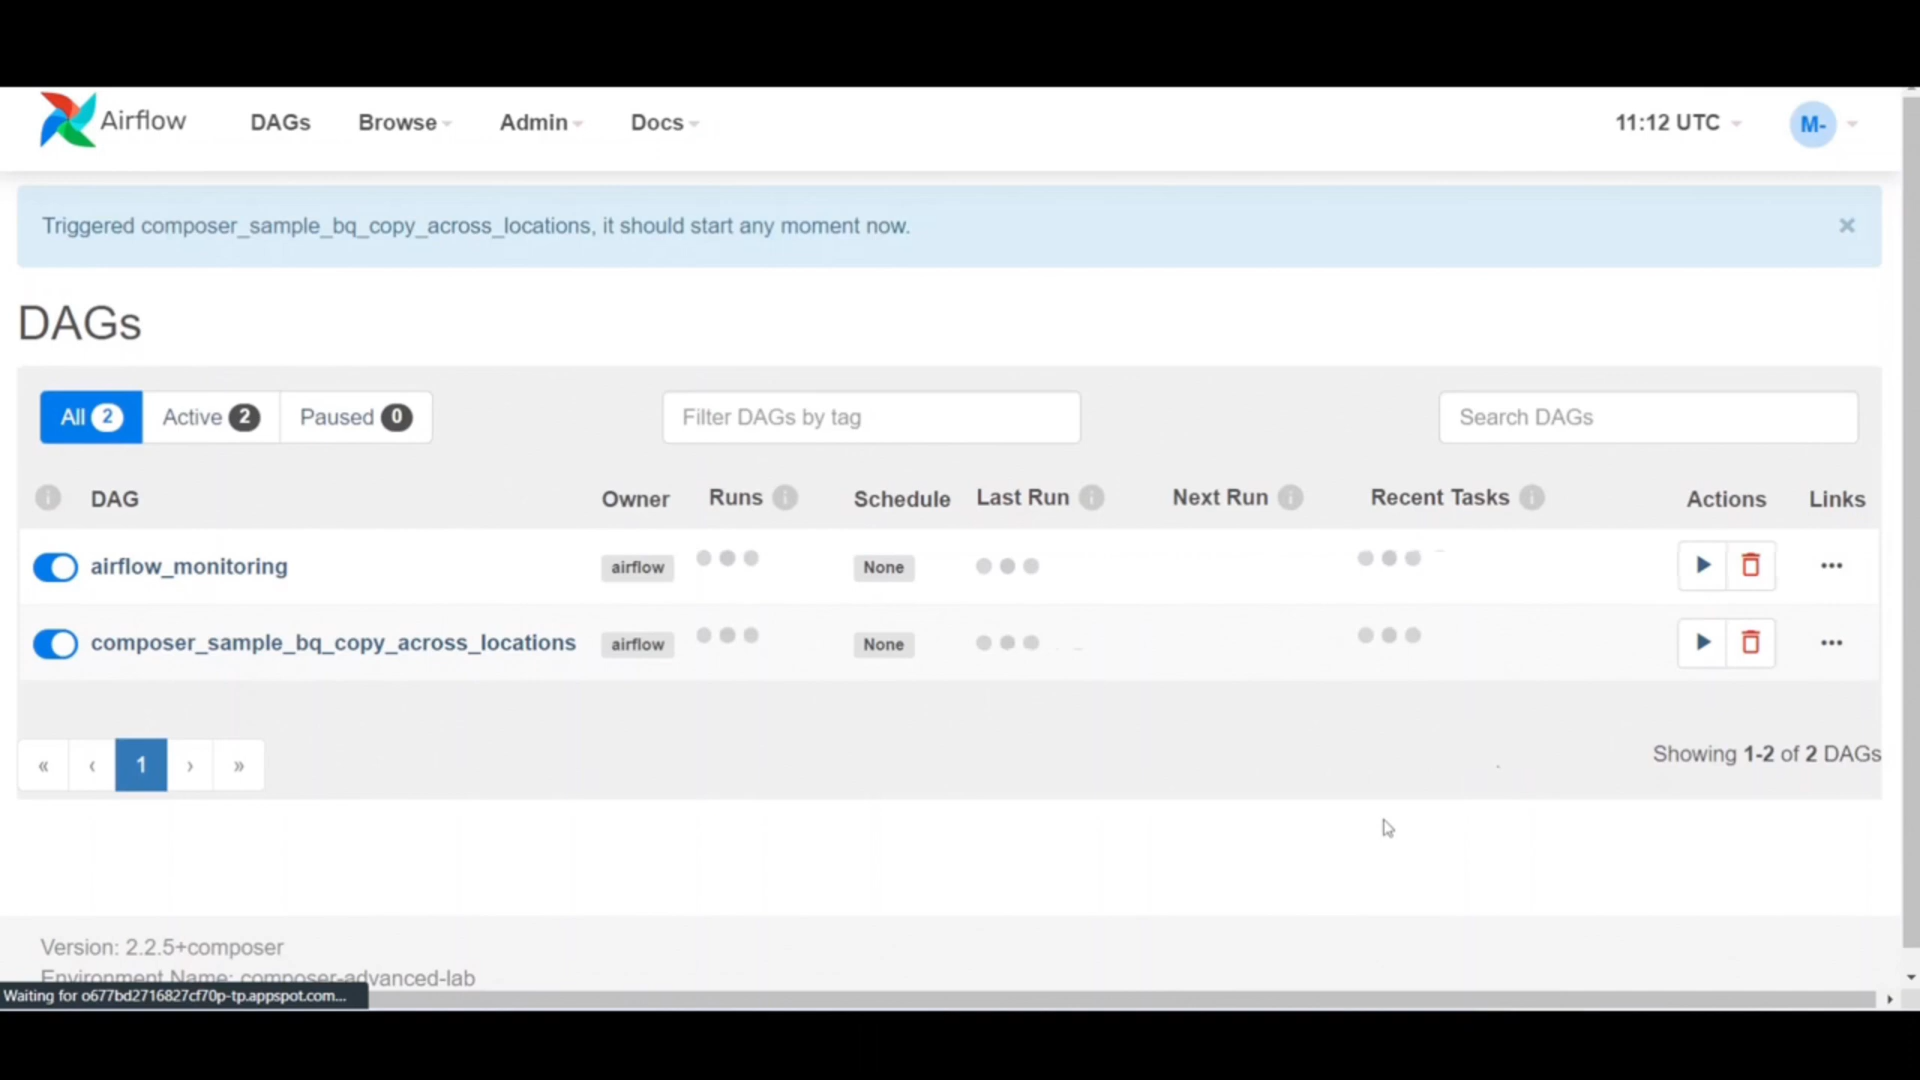 Airflow DAGs Browse Admin Docs 11:12 UTC M-
Triggered composer_sample_bq_copy_across_locations, it should start any moment now. ×
DAGs
All 2 Active 2 Paused 0 Filter DAGs by tag Search DAGs
i DAG Owner Runs i Schedule Last Run i Next Run i Recent Tasks i Actions Links
airflow_monitoring airflow None
composer_sample_bq_copy_across_locations airflow None
« ‹ 1 › » Showing 1-2 of 2 DAGs
Version: 2.2.5+composer
Environment Name: composer-advanced-lab
Waiting for o677bd2716827cf70p-tp.appspot.com...